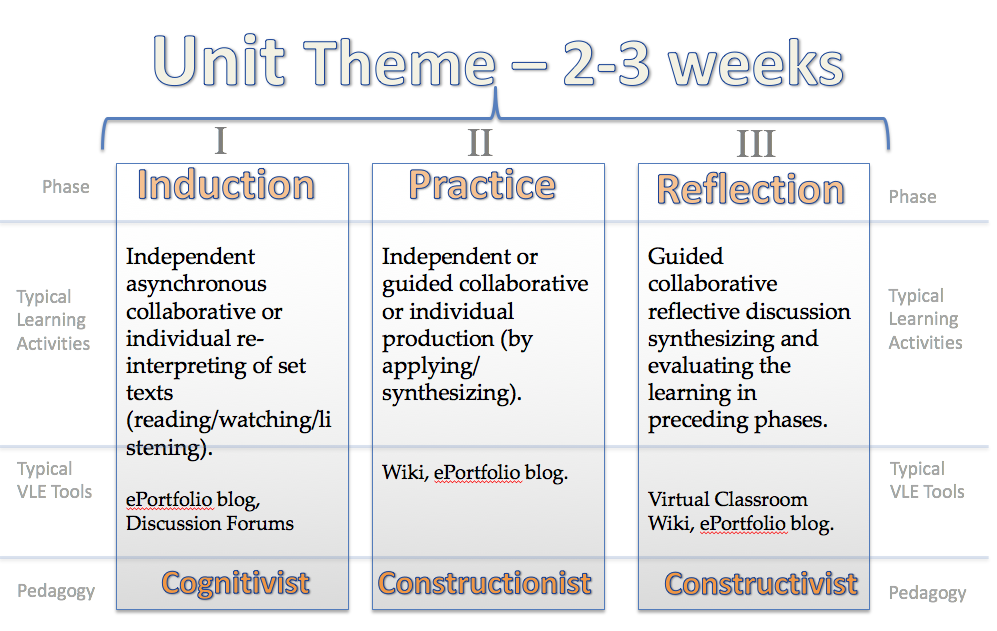 Unit Theme – 2-3 weeks
I
II
III
Phase
Induction
Practice
Reflection
Phase
Typical
Learning
Activities
Independent
asynchronous
collaborative or
individual re-
interpreting of set
texts
(reading/watching/li
stening).
Independent or
guided collaborative
or individual
production (by
applying/
synthesizing).
Guided
collaborative
reflective discussion
synthesizing and
evaluating the
learning in
preceding phases.
Typical
Learning
Activities
Typical
VLE Tools
ePortfolio blog,
Discussion Forums
Wiki, ePortfolio blog.
Virtual Classroom
Wiki, ePortfolio blog.
Typical
VLE Tools
Pedagogy
Cognitivist
Constructionist
Constructivist
Pedagogy